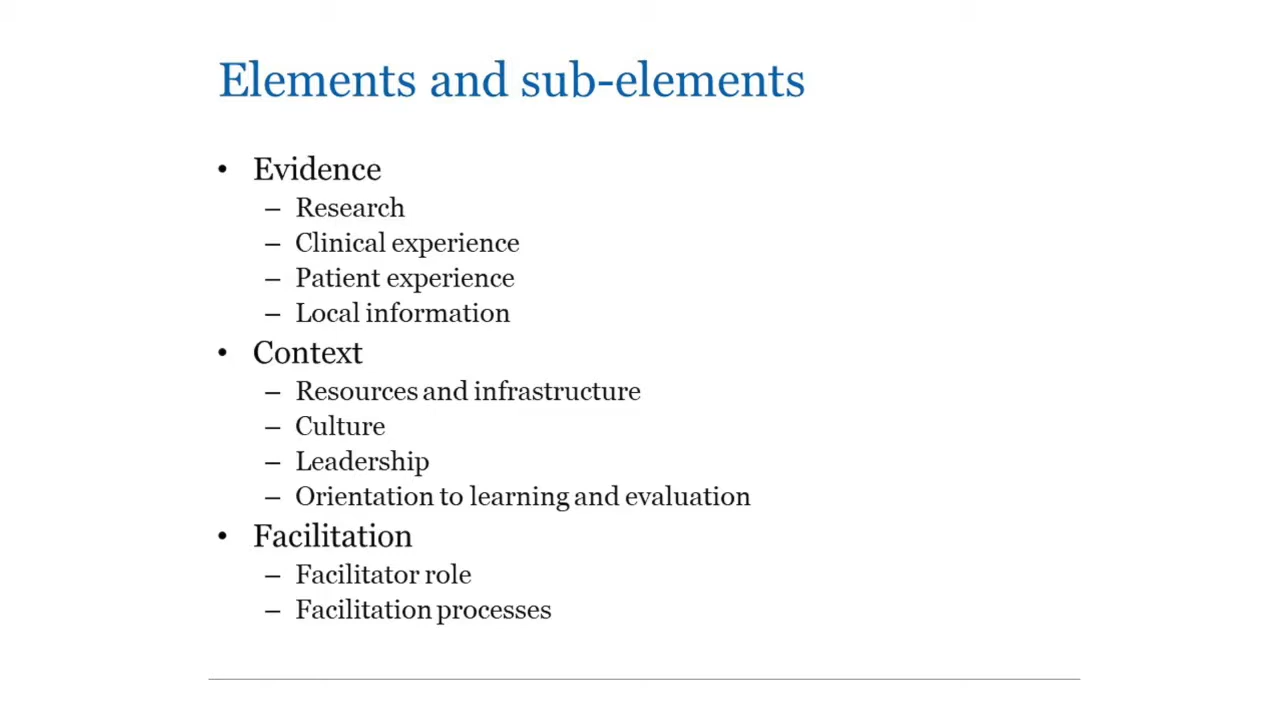 Elements and sub-elements
• Evidence
– Research
– Clinical experience
– Patient experience
– Local information
• Context
– Resources and infrastructure
– Culture
– Leadership
– Orientation to learning and evaluation
• Facilitation
– Facilitator role
– Facilitation processes